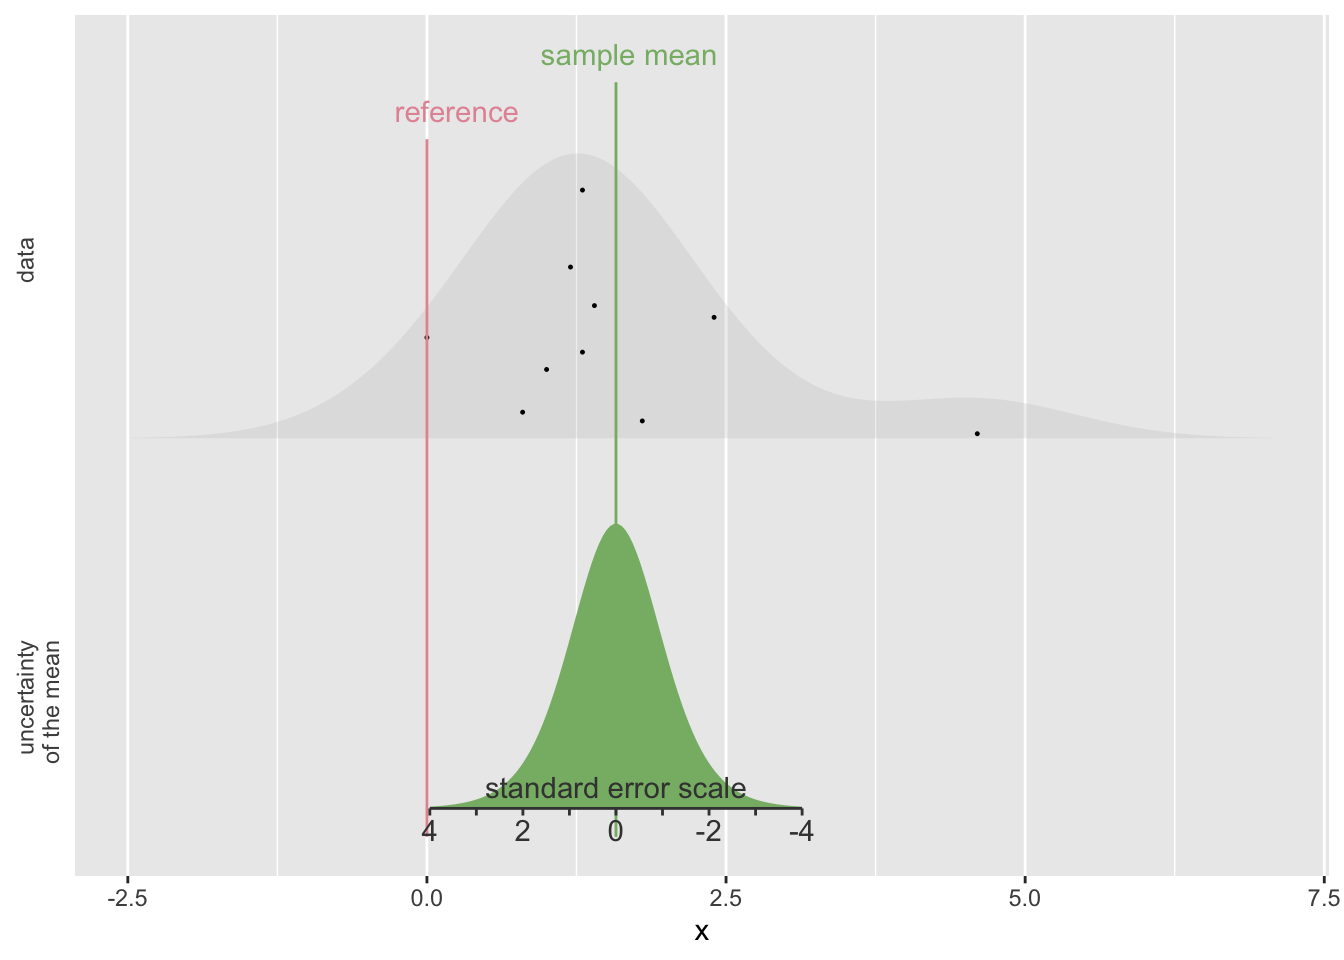 sample mean
reference
data
uncertainty
of the mean
standard error scale
4 2 0 -2 -4
-2.5 0.0 2.5 5.0 7.5
x